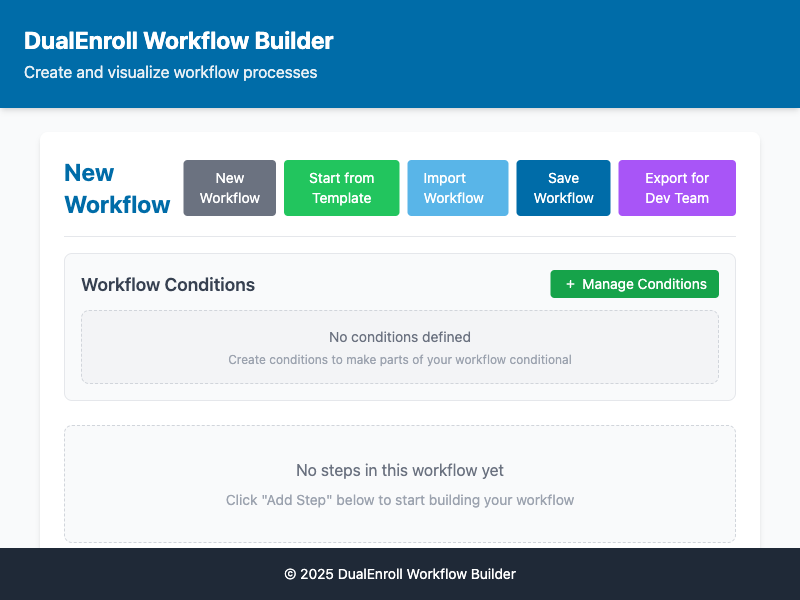 DualEnroll Workflow Builder
Create and visualize workflow processes
New
Workflow
New
Workflow
Start from
Template
Import
Workflow
Save
Workflow
Export for
Dev Team
Workflow Conditions
+ Manage Conditions
No conditions defined
Create conditions to make parts of your workflow conditional
No steps in this workflow yet
Click "Add Step" below to start building your workflow
© 2025 DualEnroll Workflow Builder